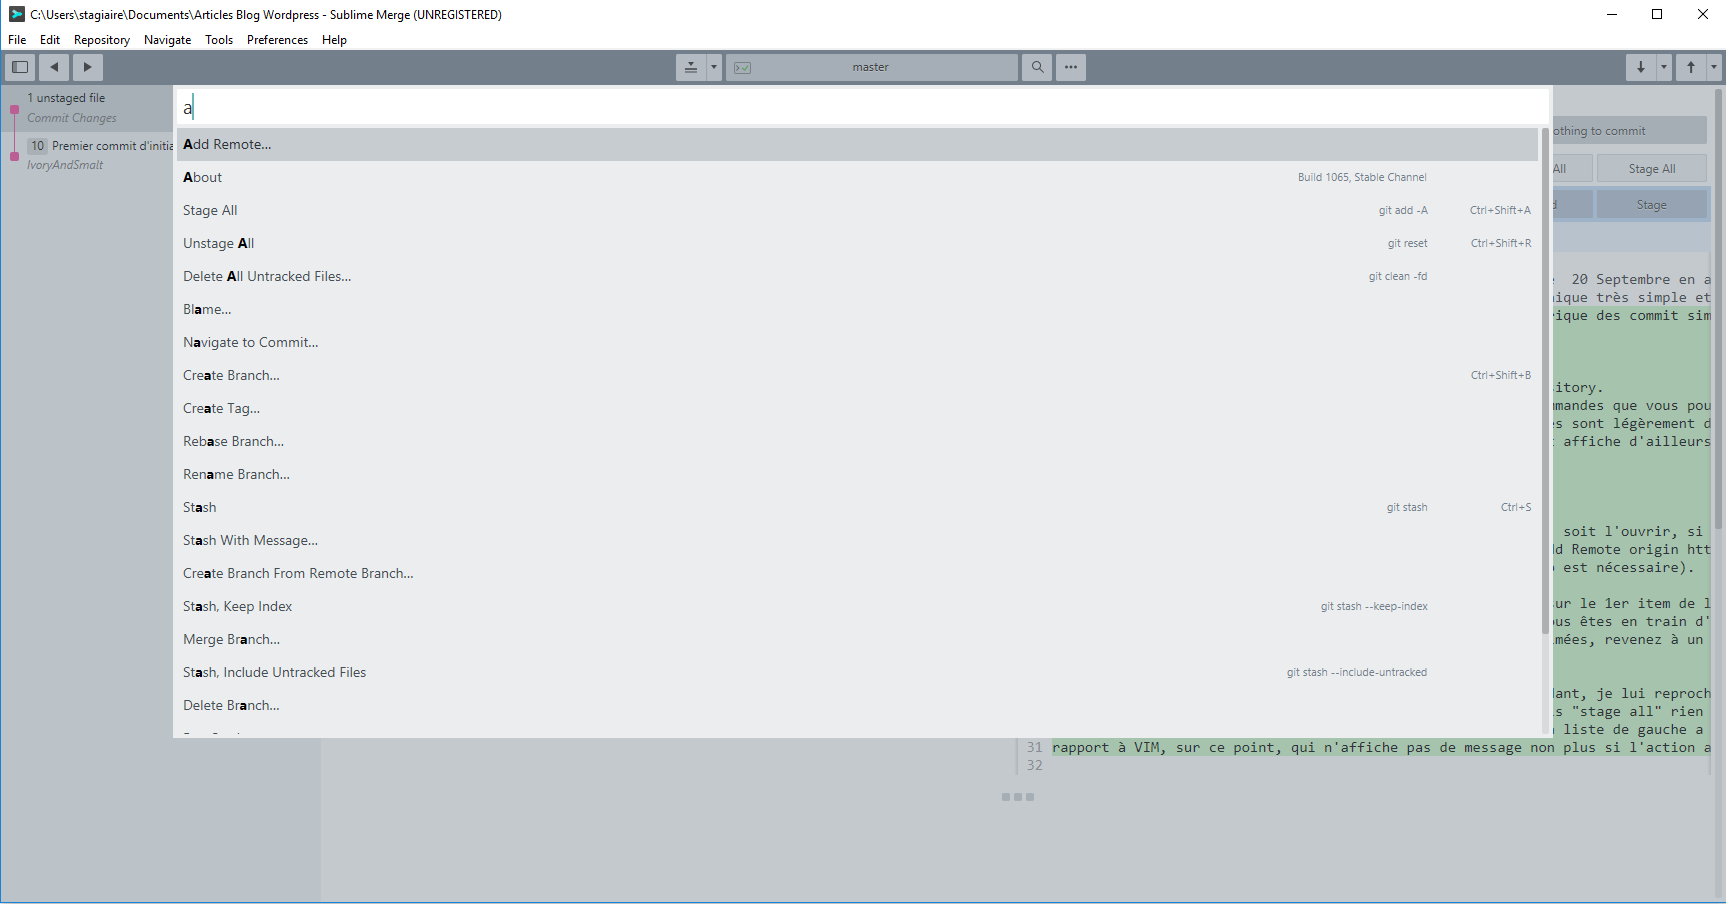 C:\Users\stagiaire\Documents\Articles Blog Wordpress - Sublime Merge (UNREGISTERED)
File Edit Repository Navigate Tools Preferences Help
master
1 unstaged file
Commit Changes
10 Premier commit d'initia
IvoryAndSmalt
a
Add Remote...
About Build 1065, Stable Channel
Stage All git add -A Ctrl+Shift+A
Unstage All git reset Ctrl+Shift+R
Delete All Untracked Files... git clean -fd
Blame...
Navigate to Commit...
Create Branch... Ctrl+Shift+B
Create Tag...
Rebase Branch...
Rename Branch...
Stash git stash Ctrl+S
Stash With Message...
Create Branch From Remote Branch...
Stash, Keep Index git stash --keep-index
Merge Branch...
Stash, Include Untracked Files git stash --include-untracked
Delete Branch...
othing to commit
All Stage All
d Stage
20 Septembre en a
ique très simple et
rique des commit sim
sitory.
mmandes que vous pou
es sont légèrement d
affiche d'ailleurs
soit l'ouvrir, si
dd Remote origin htt
est nécessaire).
ur le 1er item de l
us êtes en train d'
mées, revenez à un
dant, je lui reproch
s "stage all" rien
liste de gauche a
31 rapport à VIM, sur ce point, qui n'affiche pas de message non plus si l'action a
32